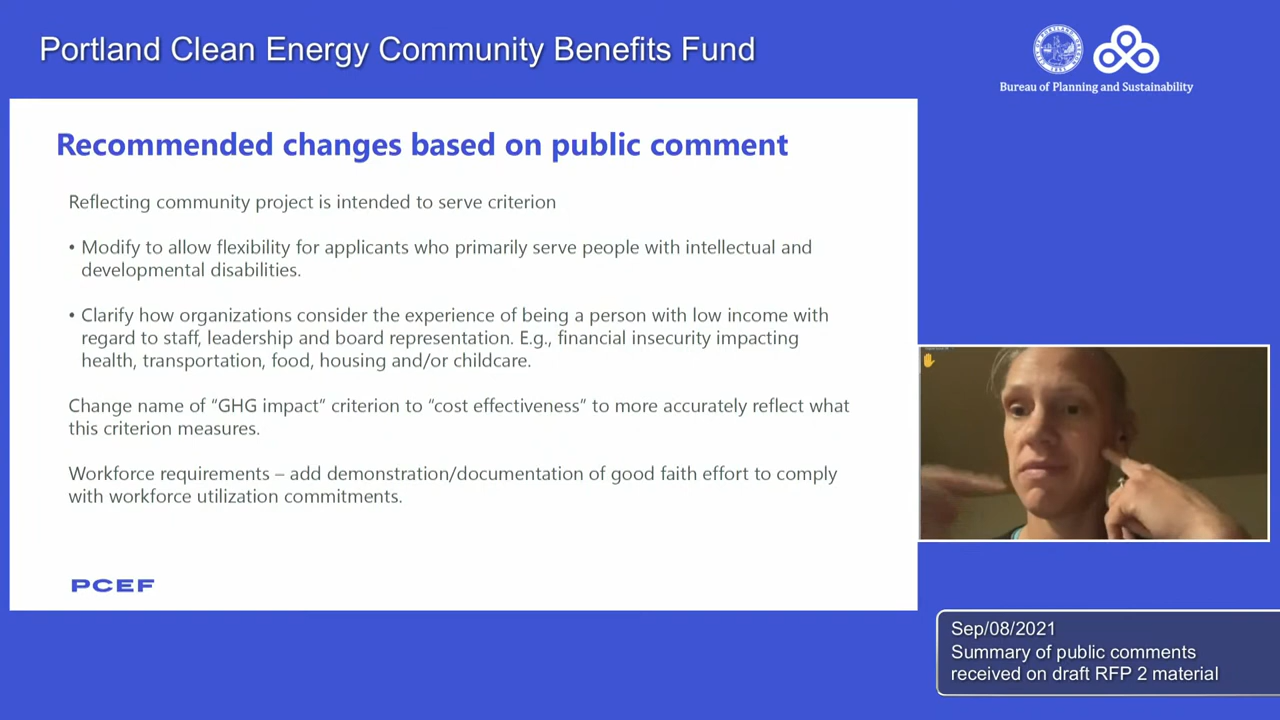 Portland Clean Energy Community Benefits Fund
Bureau of Planning and Sustainability
Recommended changes based on public comment
Reflecting community project is intended to serve criterion
• Modify to allow flexibility for applicants who primarily serve people with intellectual and
developmental disabilities.
• Clarify how organizations consider the experience of being a person with low income with
regard to staff, leadership and board representation. E.g., financial insecurity impacting
health, transportation, food, housing and/or childcare.
Change name of “GHG impact” criterion to “cost effectiveness” to more accurately reflect what
this criterion measures.
Workforce requirements – add demonstration/documentation of good faith effort to comply
with workforce utilization commitments.
PCEF
Sep/08/2021
Summary of public comments
received on draft RFP 2 material